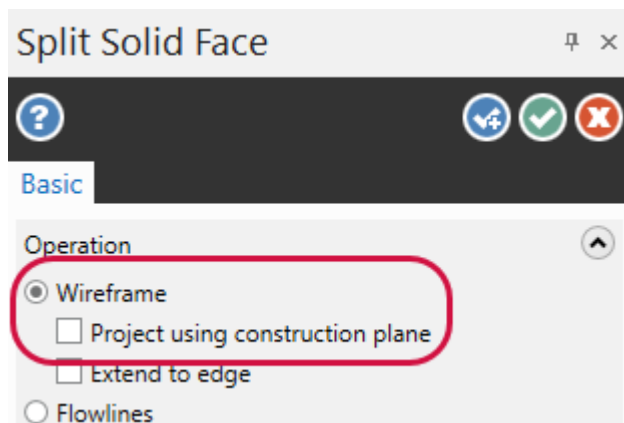 Split Solid Face
Basic
Operation
Wireframe
Project using construction plane
Extend to edge
Flowlines